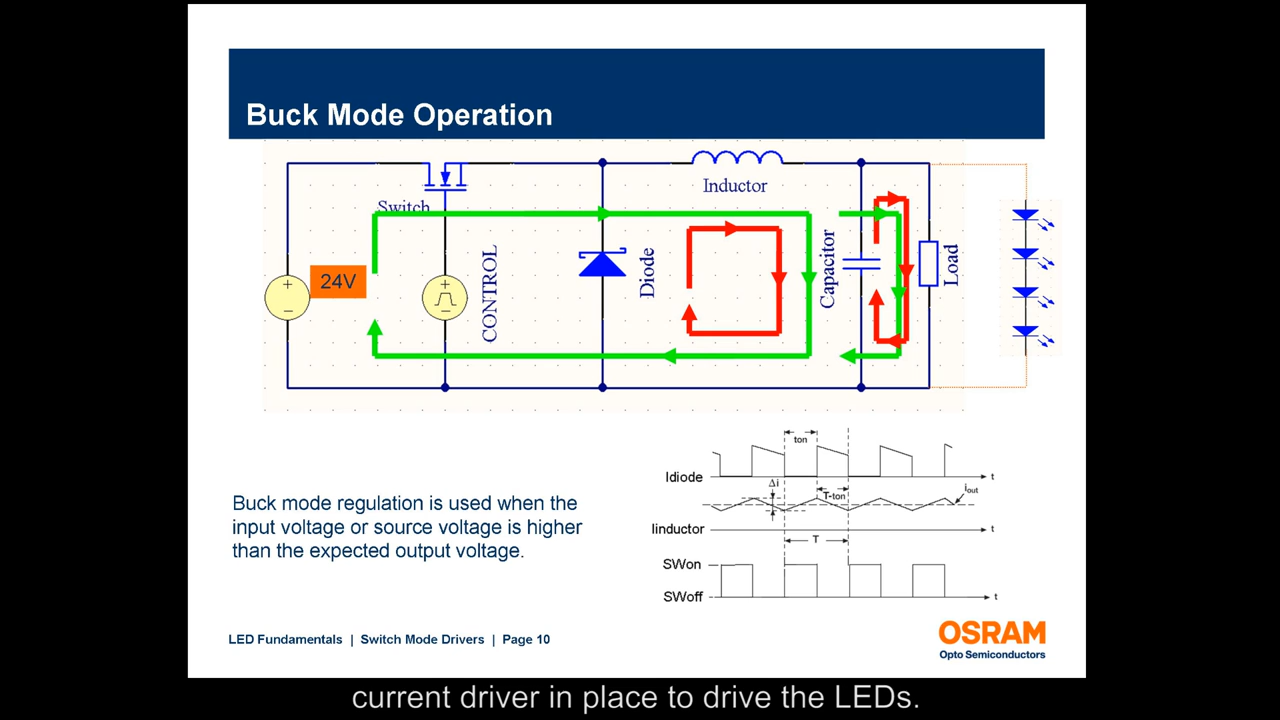 Buck Mode Operation
Inductor
Switch
24V
CONTROL
Diode
Capacitor
Load
+
−
+
−
ton
Idiode
t
Δi
T-ton
iout
Iinductor
t
T
SWon
SWoff
t
Buck mode regulation is used when the
input voltage or source voltage is higher
than the expected output voltage.
LED Fundamentals | Switch Mode Drivers | Page 10
OSRAM
Opto Semiconductors
current driver in place to drive the LEDs.